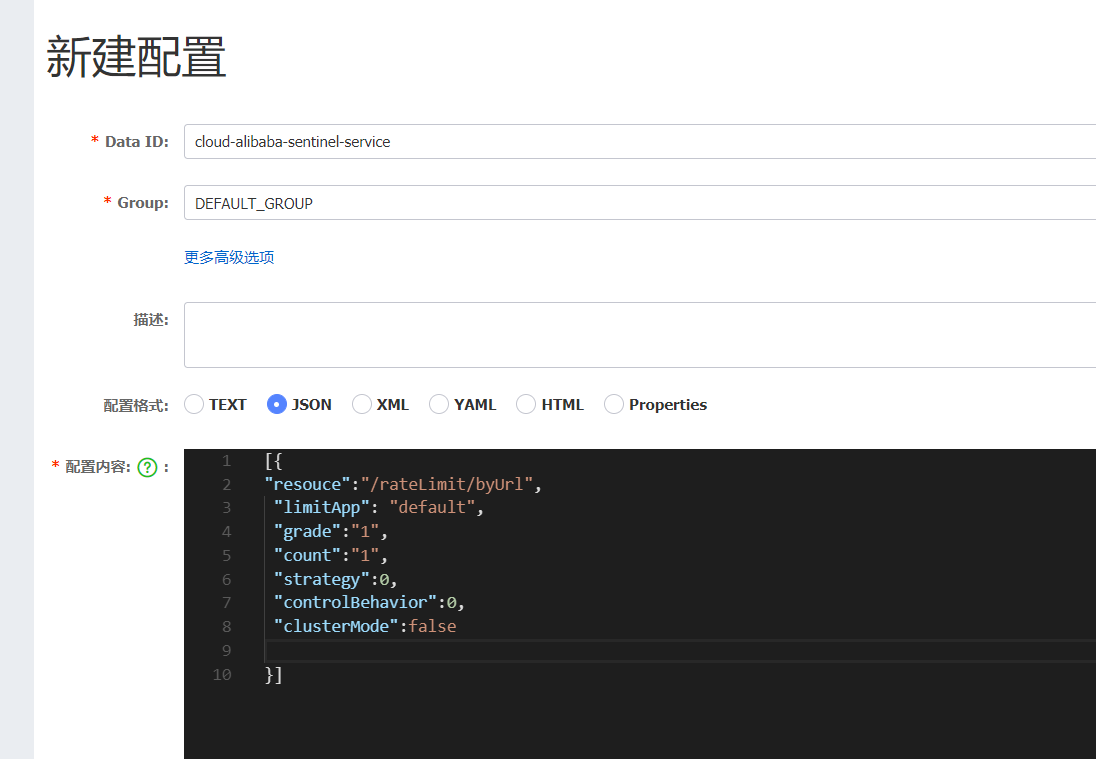 新建配置
* Data ID: cloud-alibaba-sentinel-service
* Group: DEFAULT_GROUP
更多高级选项
描述:
配置格式: TEXT JSON XML YAML HTML Properties
* 配置内容: ? :
1 [{
2 "resouce":"/rateLimit/byUrl",
3 "limitApp": "default",
4 "grade":"1",
5 "count":"1",
6 "strategy":0,
7 "controlBehavior":0,
8 "clusterMode":false
9
10 }]